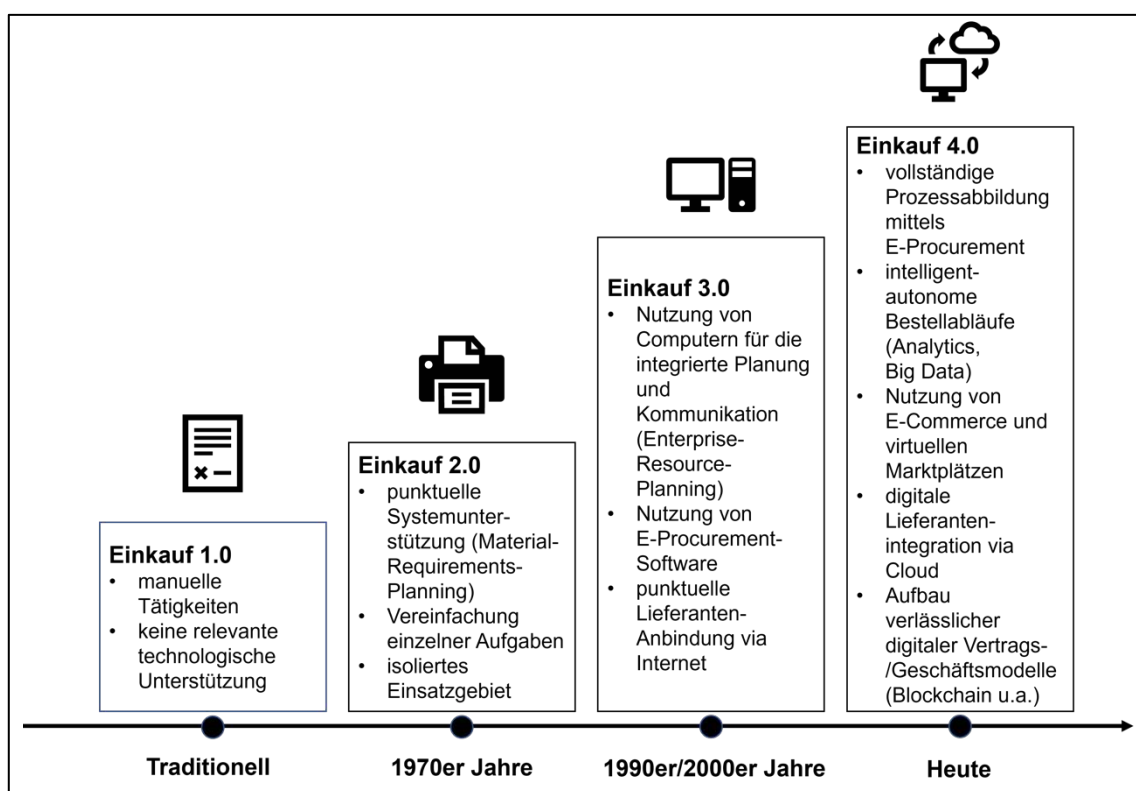 Einkauf 1.0
• manuelle
Tätigkeiten
• keine relevante
technologische
Unterstützung
Einkauf 2.0
• punktuelle
Systemunter-
stützung (Material-
Requirements-
Planning)
• Vereinfachung
einzelner Aufgaben
• isoliertes
Einsatzgebiet
Einkauf 3.0
• Nutzung von
Computern für die
integrierte Planung
und
Kommunikation
(Enterprise-
Resource-
Planning)
• Nutzung von
E-Procurement-
Software
• punktuelle
Lieferanten-
Anbindung via
Internet
Einkauf 4.0
• vollständige
Prozessabbildung
mittels
E-Procurement
• intelligent-
autonome
Bestellabläufe
(Analytics,
Big Data)
• Nutzung von
E-Commerce und
virtuellen
Marktplätzen
• digitale
Lieferanten-
integration via
Cloud
• Aufbau
verlässlicher
digitaler Vertrags-
/Geschäftsmodelle
(Blockchain u.a.)
Traditionell
1970er Jahre
1990er/2000er Jahre
Heute